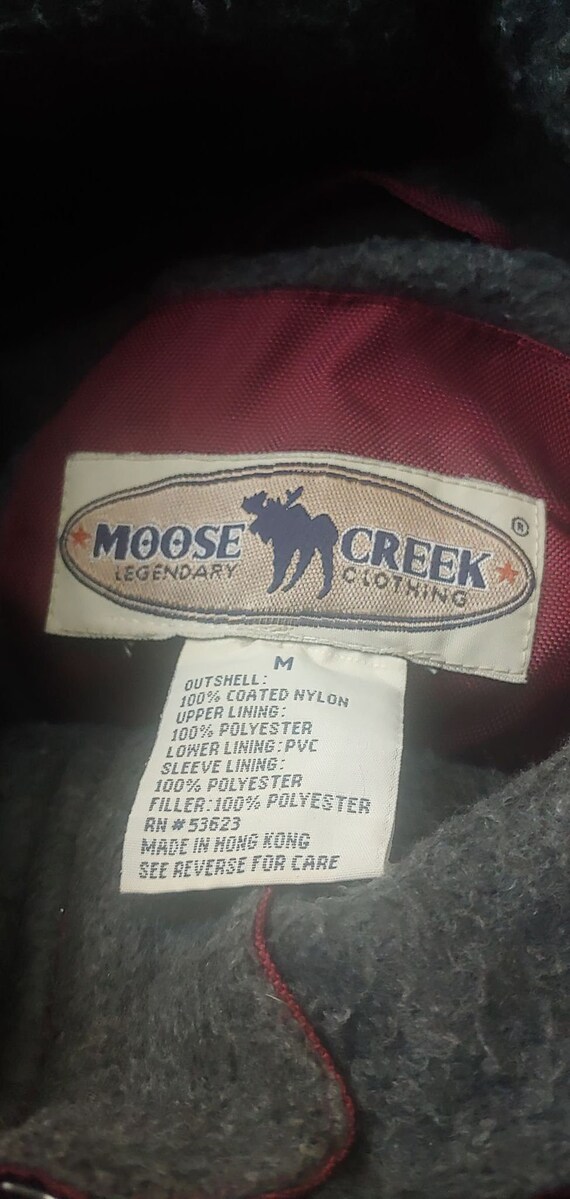 MOOSE CREEK ®
LEGENDARY CLOTHING
M
OUTSHELL:
100% COATED NYLON
UPPER LINING:
100% POLYESTER
LOWER LINING:PVC
SLEEVE LINING:
100% POLYESTER
FILLER:100% POLYESTER
RN #53623
MADE IN HONG KONG
SEE REVERSE FOR CARE